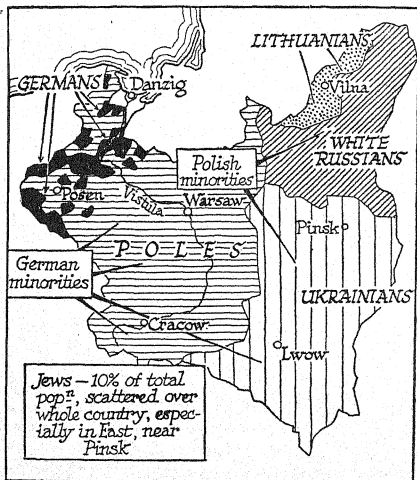 LITHUANIANS
GERMANS
Danzig
Vilna
WHITE
RUSSIANS
Polish
minorities
Posen
Vistula
Warsaw
Pinsk
POLES
German
minorities
UKRAINIANS
Cracow
Lwow
Jews – 10% of total
popⁿ, scattered over
whole country, espec-
ially in East, near
Pinsk